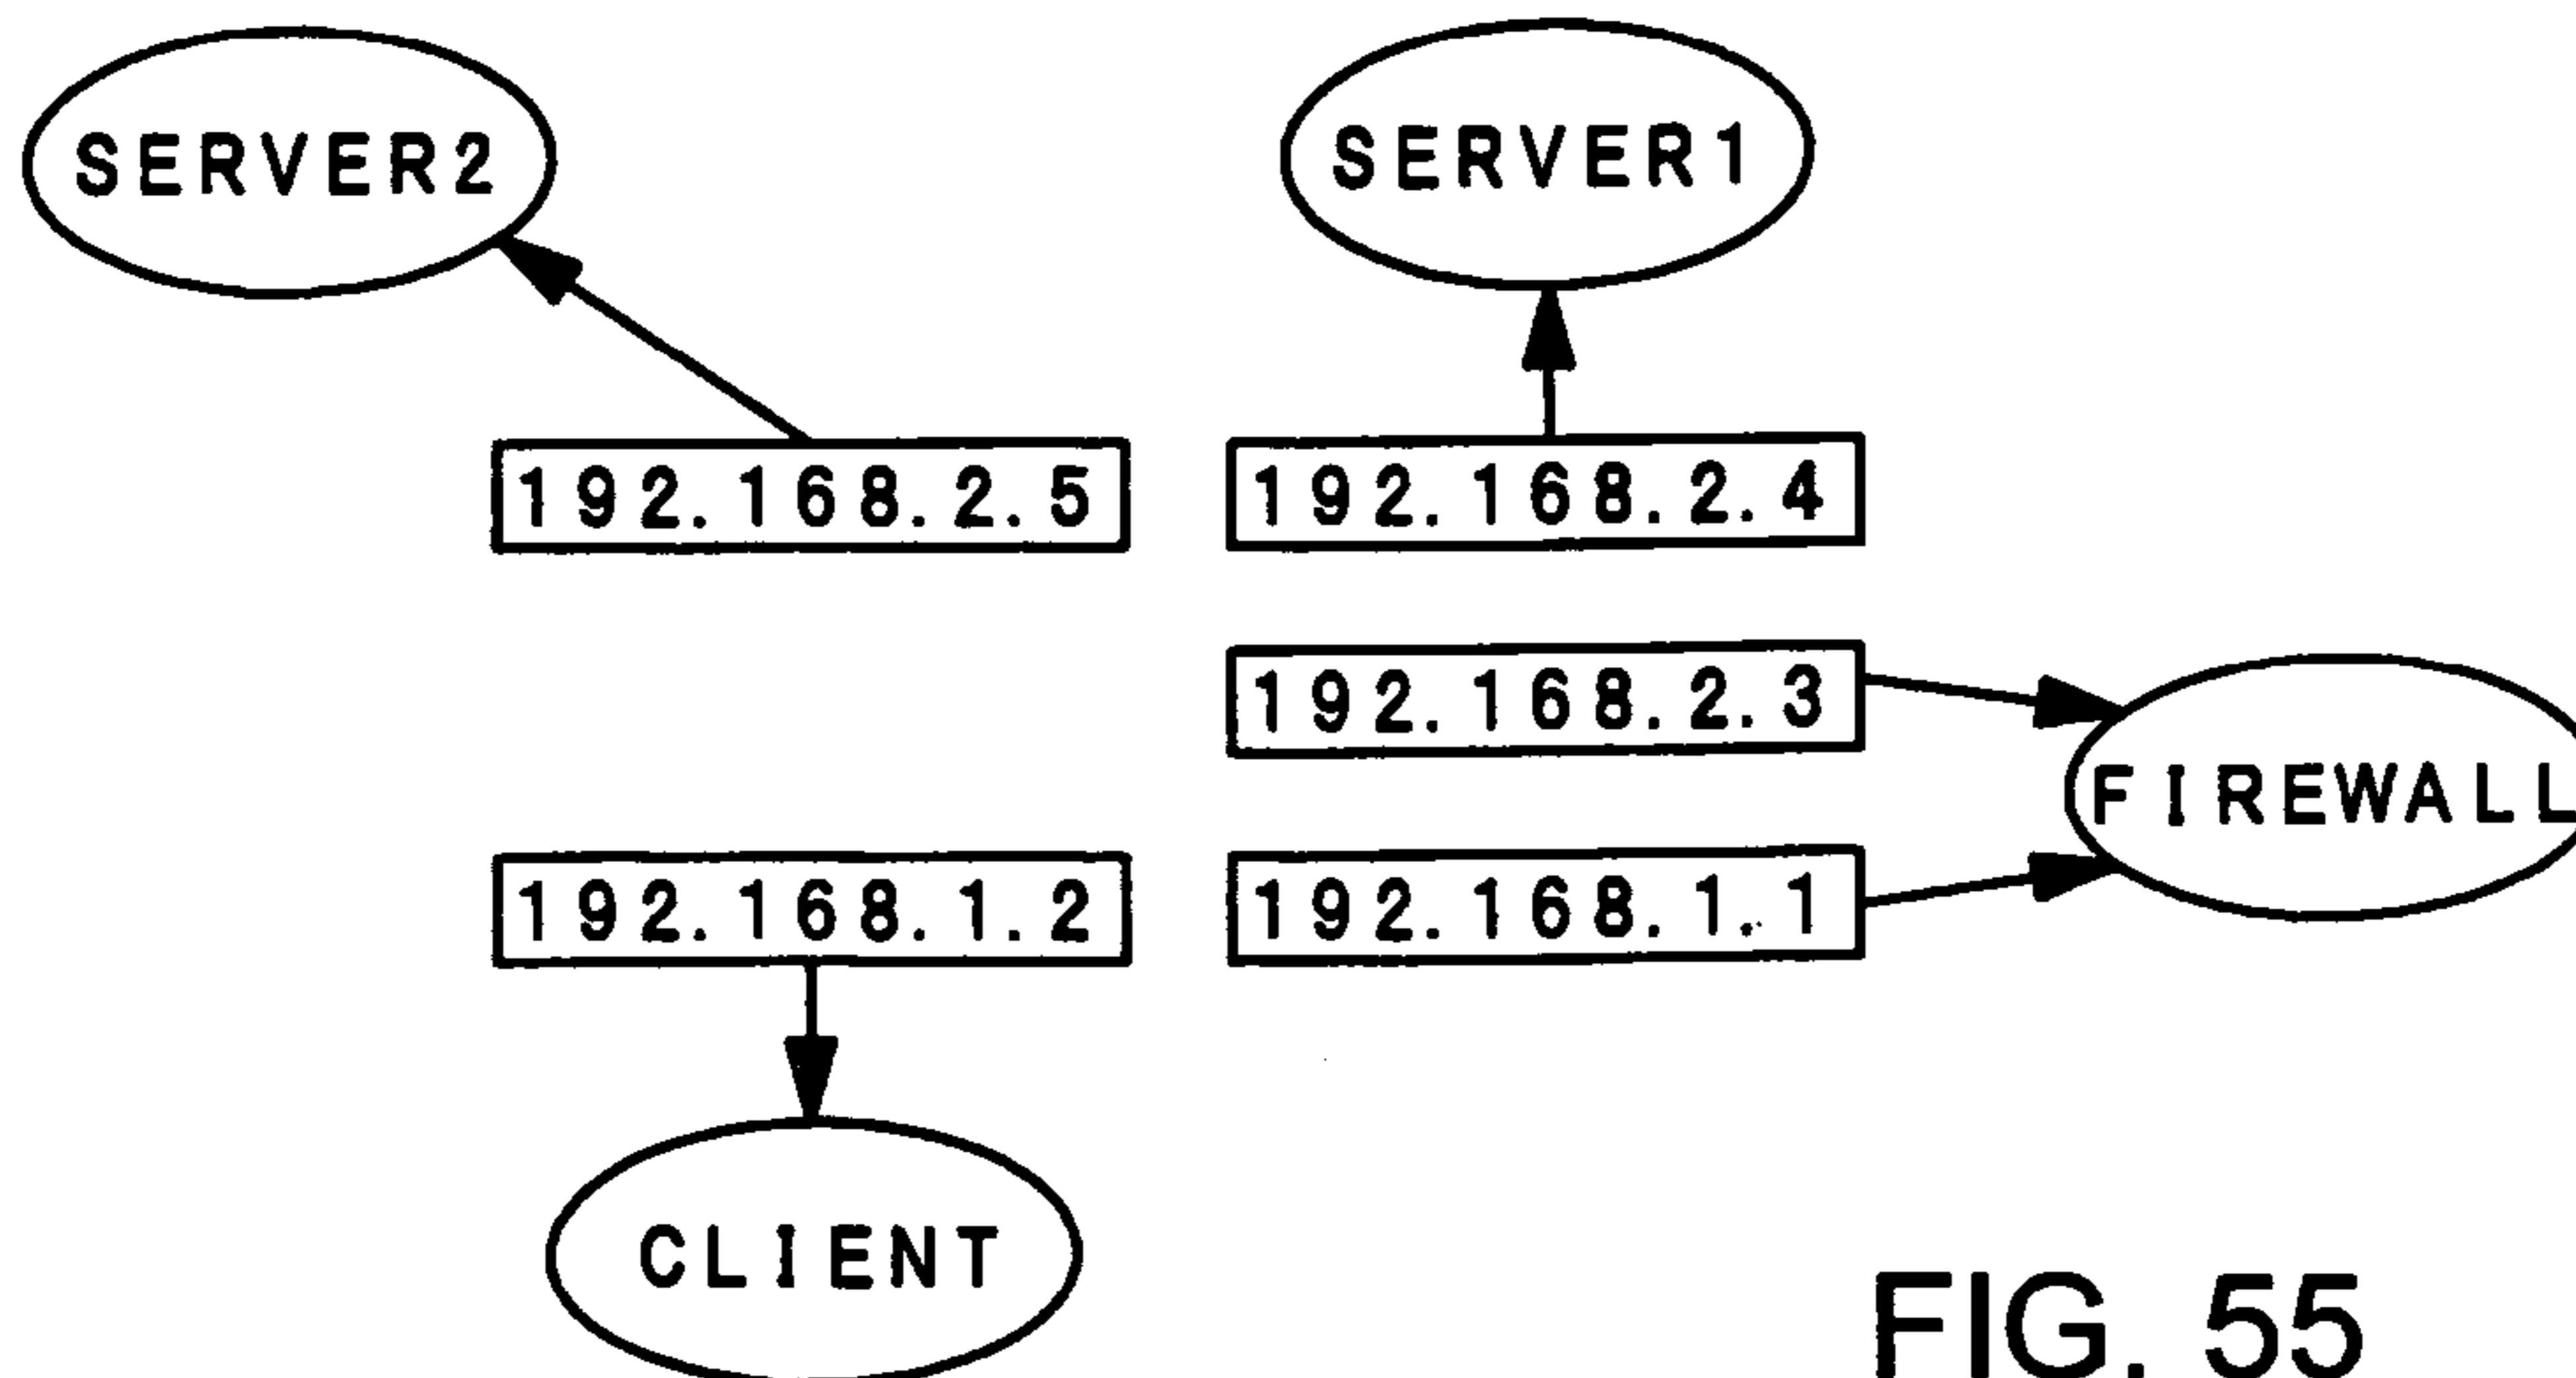 SERVER2
SERVER1
192.168.2.5
192.168.2.4
192.168.2.3
FIREWALL
192.168.1.2
192.168.1.1
CLIENT
FIG. 55